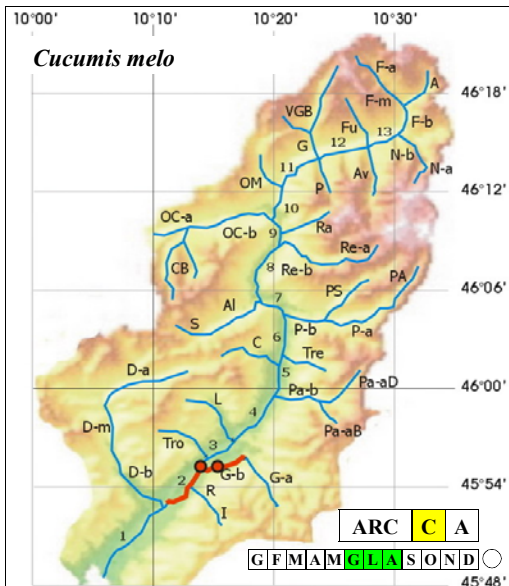 10°00' 10°10' 10°20' 10°30'
Cucumis melo
F-a
A
46°18'
F-m
VGB
F-b
Fu
13
G
12
N-b
11
N-a
OM
P
Av
46°12'
10
OC-a
Ra
OC-b
9
Re-a
CB
8
Re-b
PA
46°06'
PS
7
Al
S
P-b
P-a
6
C
Tre
D-a
5
46°00'
Pa-aD
Pa-b
L
4
D-m
Pa-aB
Tro
3
D-b
G-b
2
G-a
45°54'
R
I
ARC C A
1
G F M A M G L A S O N D
45°48'